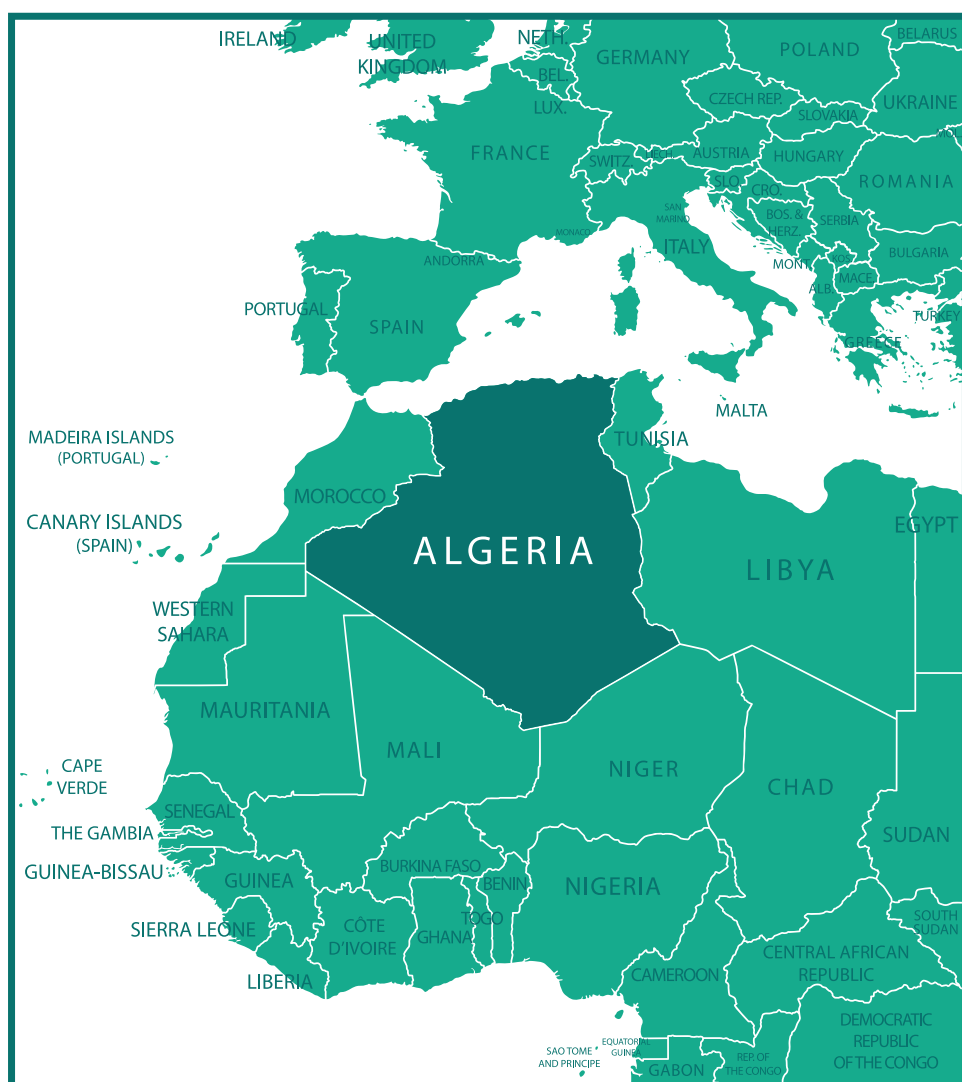 IRELAND
UNITED
KINGDOM
NETH.
BEL.
LUX.
GERMANY
POLAND
BELARUS
CZECH REP.
SLOVAKIA
UKRAINE
MOL.
FRANCE
SWITZ.
LIECH.
AUSTRIA
HUNGARY
ROMANIA
SLO.
CRO.
SAN
MARINO
BOS. &
HERZ.
SERBIA
MONACO
ITALY
MONT.
KOS.
BULGARIA
ANDORRA
ALB.
MACE.
PORTUGAL
SPAIN
TURKEY
GREECE
MALTA
MADEIRA ISLANDS
(PORTUGAL)
TUNISIA
MOROCCO
CANARY ISLANDS
(SPAIN)
ALGERIA
LIBYA
EGYPT
WESTERN
SAHARA
MAURITANIA
MALI
NIGER
CHAD
CAPE
VERDE
SENEGAL
THE GAMBIA
SUDAN
GUINEA-BISSAU
GUINEA
BURKINA FASO
BENIN
NIGERIA
SIERRA LEONE
CÔTE
D'IVOIRE
GHANA
TOGO
SOUTH
SUDAN
LIBERIA
CAMEROON
CENTRAL AFRICAN
REPUBLIC
SAO TOME
AND PRINCIPE
EQUATORIAL
GUINEA
GABON
REP. OF
THE CONGO
DEMOCRATIC
REPUBLIC
OF THE CONGO